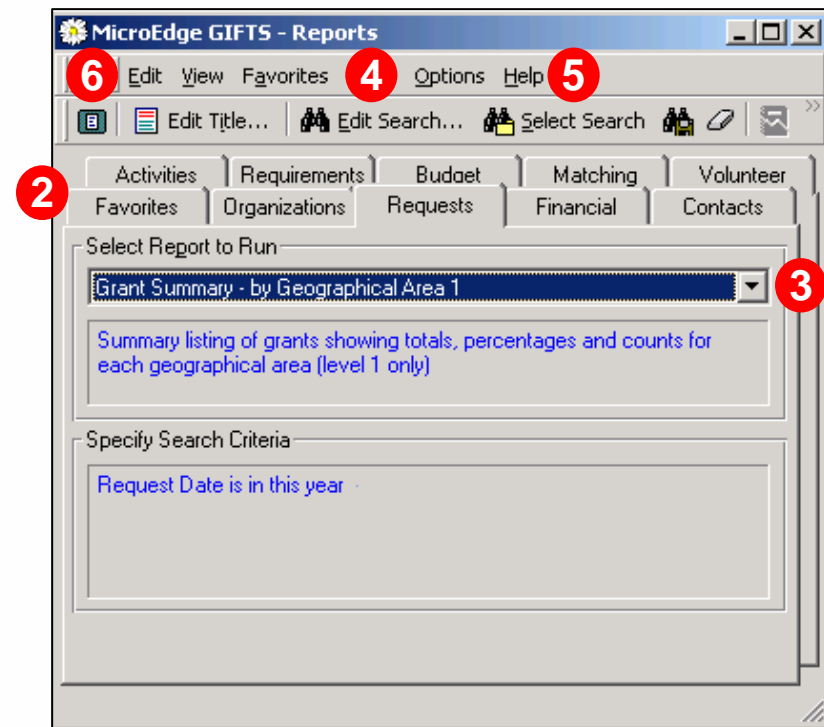 MicroEdge GIFTS - Reports
6 Edit View Favorites 4 Options Help 5
Edit Title... Edit Search... Select Search »
Activities Requirements Budget Matching Volunteer
2 Favorites Organizations Requests Financial Contacts
Select Report to Run
Grant Summary - by Geographical Area 1 3
Summary listing of grants showing totals, percentages and counts for
each geographical area (level 1 only)
Specify Search Criteria
Request Date is in this year